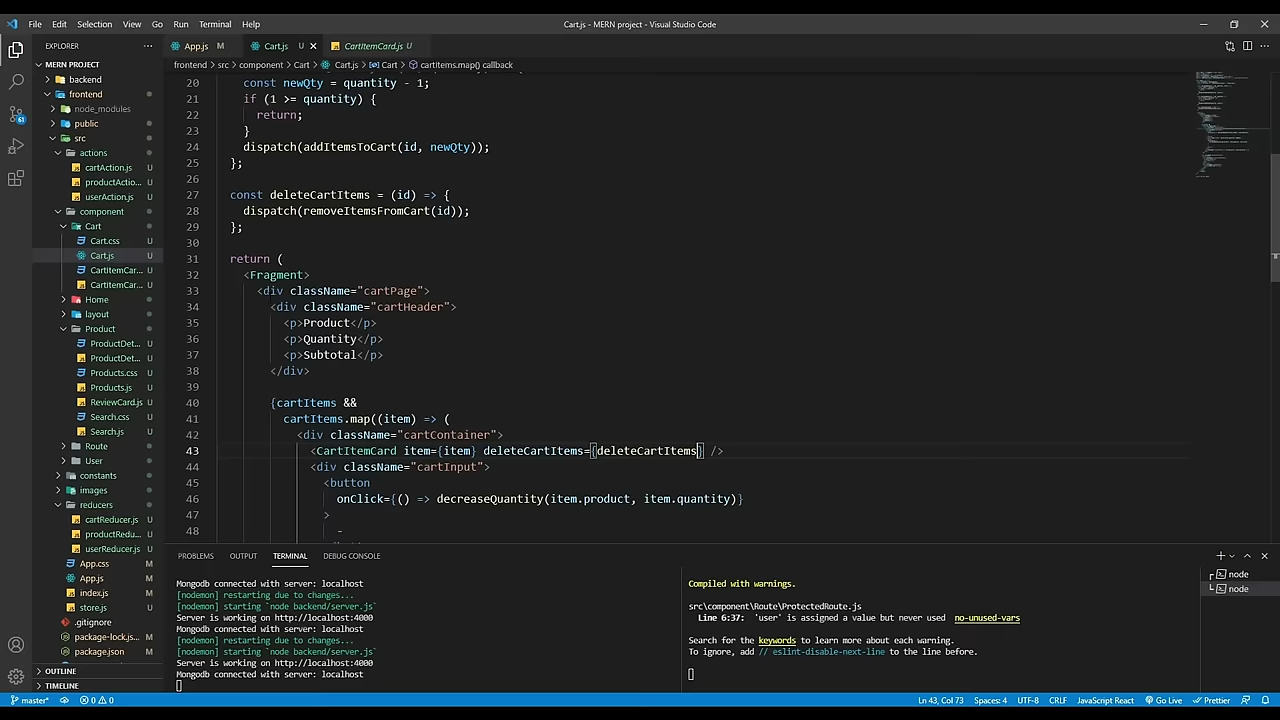 File Edit Selection View Go Run Terminal Help
Cart.js - MERN project - Visual Studio Code
EXPLORER
App.js M
Cart.js U
CartItemCard.js U
MERN PROJECT
frontend > src > component > Cart > Cart.js > Cart > cartItems.map() callback
backend
frontend
node_modules
public
src
actions
cartAction.js U
productActio... U
userAction.js U
component
Cart
Cart.css U
Cart.js U
CartitemCar... U
CartitemCar... U
Home
layout
Product
ProductDet... U
ProductDet... U
Products.css U
Products.js U
ReviewCard.js U
Search.css U
Search.js U
Route
User
constants
images
reducers
cartReducer.js U
productRedu... U
userReducer.js U
App.css M
App.js M
index.js M
store.js U
.gitignore
package-lock.js... M
package.json M
OUTLINE
TIMELINE
61
20 const newQty = quantity - 1;
21 if (1 >= quantity) {
22 return;
23 }
24 dispatch(addItemsToCart(id, newQty));
25 };
26
27 const deleteCartItems = (id) => {
28 dispatch(removeItemsFromCart(id));
29 };
30
31 return (
32 <Fragment>
33 <div className="cartPage">
34 <div className="cartHeader">
35 <p>Product</p>
36 <p>Quantity</p>
37 <p>Subtotal</p>
38 </div>
39
40 {cartItems &&
41 cartItems.map((item) => (
42 <div className="cartContainer">
43 <CartItemCard item={item} deleteCartItems={deleteCartItems} />
44 <div className="cartInput">
45 <button
46 onClick={() => decreaseQuantity(item.product, item.quantity)}
47 >
48 -
PROBLEMS OUTPUT TERMINAL DEBUG CONSOLE
node
node
Mongodb connected with server: localhost
[nodemon] restarting due to changes...
[nodemon] starting `node backend/server.js`
Server is working on http://localhost:4000
Mongodb connected with server: localhost
[nodemon] restarting due to changes...
[nodemon] starting `node backend/server.js`
Server is working on http://localhost:4000
Mongodb connected with server: localhost
Compiled with warnings.
src\component\Route\ProtectedRoute.js
Line 6:37: 'user' is assigned a value but never used no-unused-vars
Search for the keywords to learn more about each warning.
To ignore, add // eslint-disable-next-line to the line before.
master* 0 0
Ln 43, Col 73 Spaces: 4 UTF-8 CRLF JavaScript React Go Live Prettier